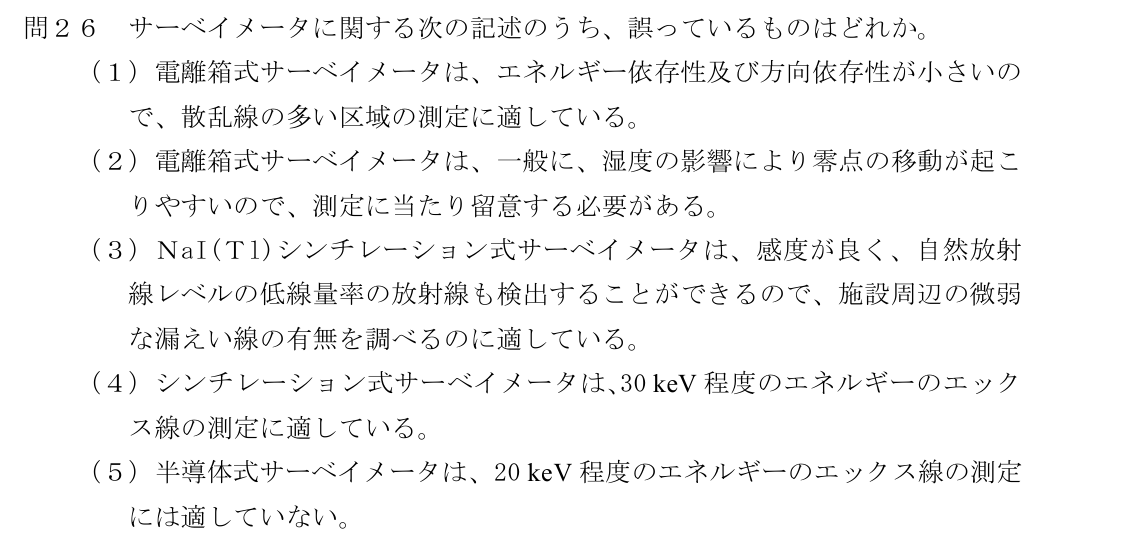 問２６　サーベイメータに関する次の記述のうち、誤っているものはどれか。
（１）電離箱式サーベイメータは、エネルギー依存性及び方向依存性が小さいの
で、散乱線の多い区域の測定に適している。
（２）電離箱式サーベイメータは、一般に、湿度の影響により零点の移動が起こ
りやすいので、測定に当たり留意する必要がある。
（３）ＮaＩ(Ｔl)シンチレーション式サーベイメータは、感度が良く、自然放射
線レベルの低線量率の放射線も検出することができるので、施設周辺の微弱
な漏えい線の有無を調べるのに適している。
（４）シンチレーション式サーベイメータは、30 keV 程度のエネルギーのエック
ス線の測定に適している。
（５）半導体式サーベイメータは、20 keV 程度のエネルギーのエックス線の測定
には適していない。